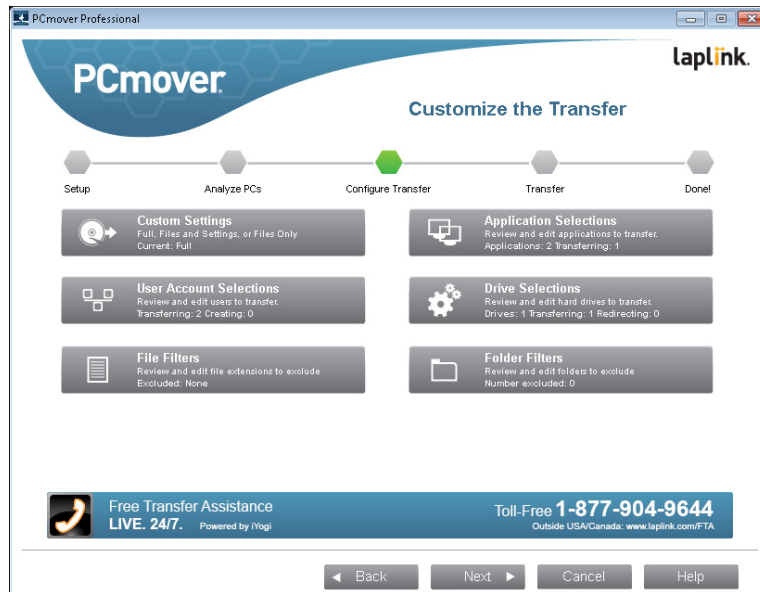 PCmover Professional
laplink.
PCmover.
Customize the Transfer
Setup
Analyze PCs
Configure Transfer
Transfer
Done!
Custom Settings
Full, Files and Settings, or Files Only
Current: Full
Application Selections
Review and edit applications to transfer.
Applications: 2 Transferring: 1
User Account Selections
Review and edit users to transfer.
Transferring: 2 Creating: 0
Drive Selections
Review and edit hard drives to transfer.
Drives: 1 Transferring: 1 Redirecting: 0
File Filters
Review and edit file extensions to exclude
Excluded: None
Folder Filters
Review and edit folders to exclude
Number excluded: 0
Free Transfer Assistance
LIVE. 24/7. Powered by iYogi
Toll-Free 1-877-904-9644
Outside USA/Canada: www.laplink.com/FTA
Back
Next
Cancel
Help